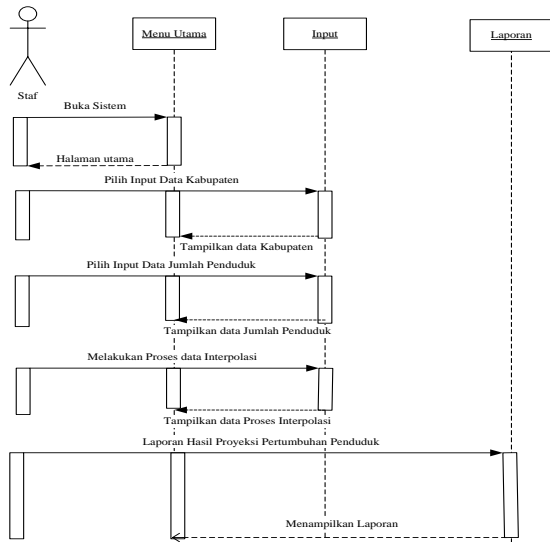 Menu Utama
Input
Laporan
Staf
Buka Sistem
Halaman utama
Pilih Input Data Kabupaten
Tampilkan data Kabupaten
Pilih Input Data Jumlah Penduduk
Tampilkan data Jumlah Penduduk
Melakukan Proses data Interpolasi
Tampilkan data Proses Interpolasi
Laporan Hasil Proyeksi Pertumbuhan Penduduk
Menampilkan Laporan